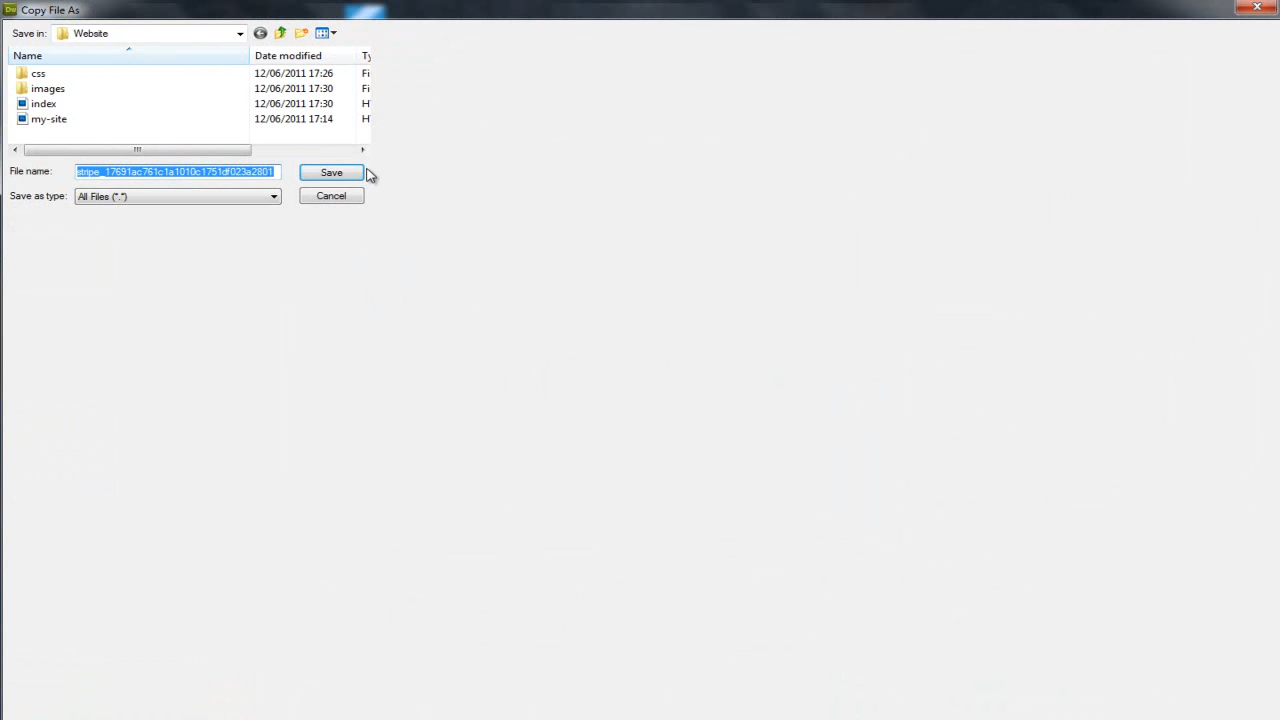 Dw Copy File As
Save in: Website
Name Date modified Ty
css 12/06/2011 17:26 Fi
images 12/06/2011 17:30 Fi
index 12/06/2011 17:30 H
my-site 12/06/2011 17:14 H
File name: stripe_17691ac761c1a1010c1751df023a2801 Save
Save as type: All Files (*.*) Cancel